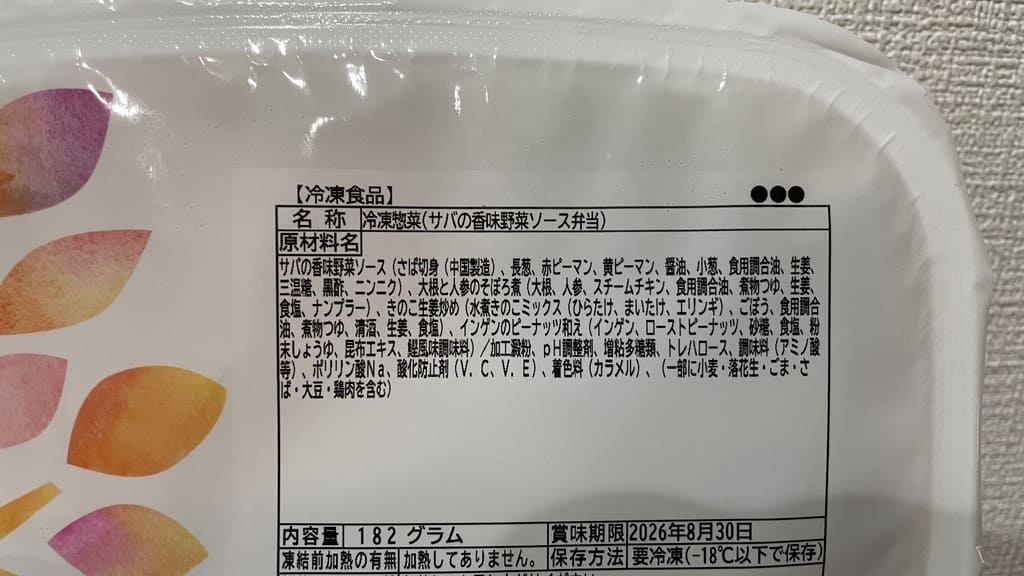 【冷凍食品】 ●●●
名称 冷凍惣菜(サバの香味野菜ソース弁当)
原材料名
サバの香味野菜ソース(さば切身(中国製造)、長葱、赤ピーマン、黄ピーマン、醤油、小葱、食用調合油、生姜、
三温糖、黒酢、ニンニク)、大根と人参のそぼろ煮(大根、人参、スチームチキン、食用調合油、煮物つゆ、生姜、
食塩、ナンプラー)、きのこ生姜炒め(水煮きのこミックス(ひらたけ、まいたけ、エリンギ)、ごぼう、食用調合
油、煮物つゆ、清酒、生姜、食塩)、インゲンのピーナッツ和え(インゲン、ローストピーナッツ、砂糖、食塩、粉
末しょうゆ、昆布エキス、鰹風味調味料)/加工澱粉、pH調整剤、増粘多糖類、トレハロース、調味料(アミノ酸
等)、ポリリン酸Na、酸化防止剤(V.C、V.E)、着色料(カラメル)、(一部に小麦・落花生・ごま・さ
ば・大豆・鶏肉を含む)
内容量 182グラム 賞味期限 2026年8月30日
凍結前加熱の有無 加熱してありません。 保存方法 要冷凍(-18℃以下で保存)